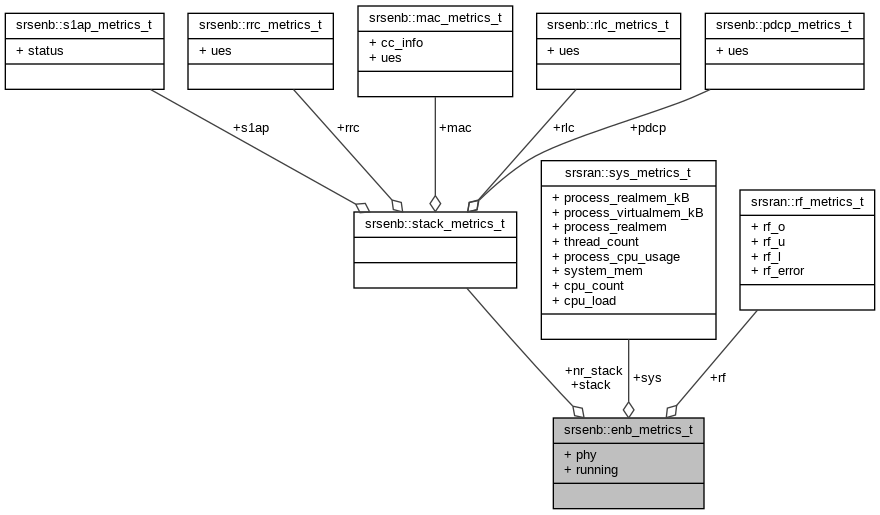 srsenb::s1ap_metrics_t
+ status
srsenb::rrc_metrics_t
+ ues
srsenb::mac_metrics_t
+ cc_info
+ ues
srsenb::rlc_metrics_t
+ ues
srsenb::pdcp_metrics_t
+ ues
+s1ap
+rrc
+mac
+rlc
+pdcp
srsenb::stack_metrics_t
srsran::sys_metrics_t
+ process_realmem_kB
+ process_virtualmem_kB
+ process_realmem
+ thread_count
+ process_cpu_usage
+ system_mem
+ cpu_count
+ cpu_load
srsran::rf_metrics_t
+ rf_o
+ rf_u
+ rf_l
+ rf_error
+nr_stack
+stack
+sys
+rf
srsenb::enb_metrics_t
+ phy
+ running